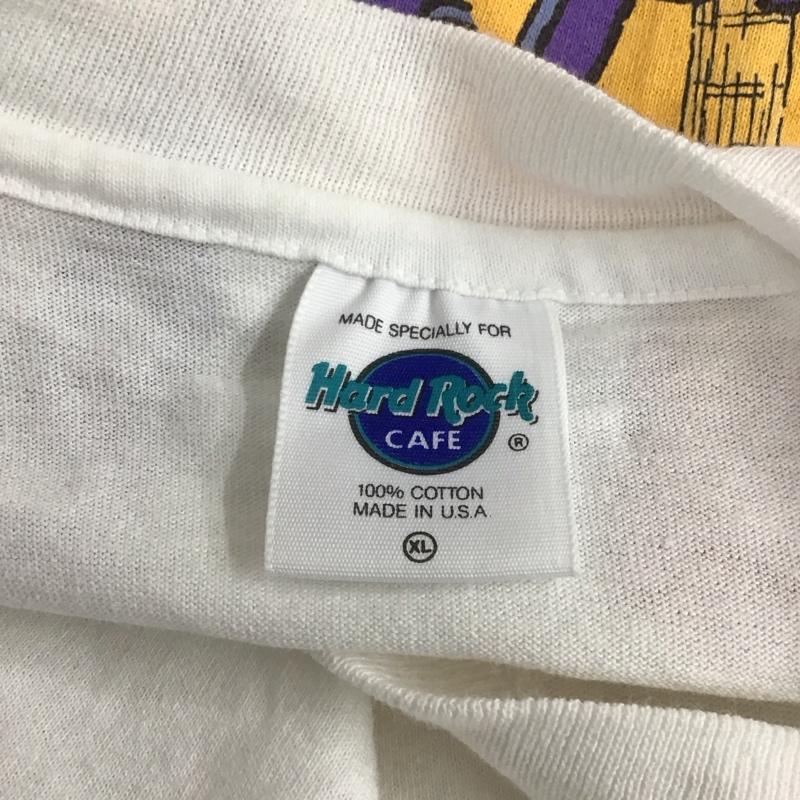 MADE SPECIALLY FOR
Hard Rock
CAFE ®
100% COTTON
MADE IN U.S.A
XL